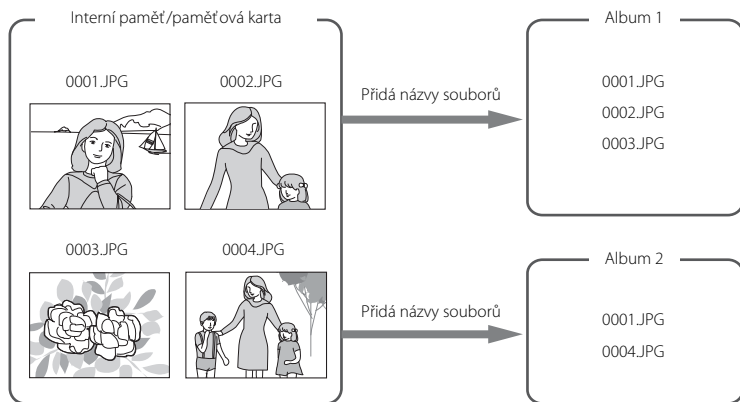 Interní paměť/paměťová karta
0001.JPG
0002.JPG
0003.JPG
0004.JPG
Přidá názvy souborů
Album 1
0001.JPG
0002.JPG
0003.JPG
Přidá názvy souborů
Album 2
0001.JPG
0004.JPG